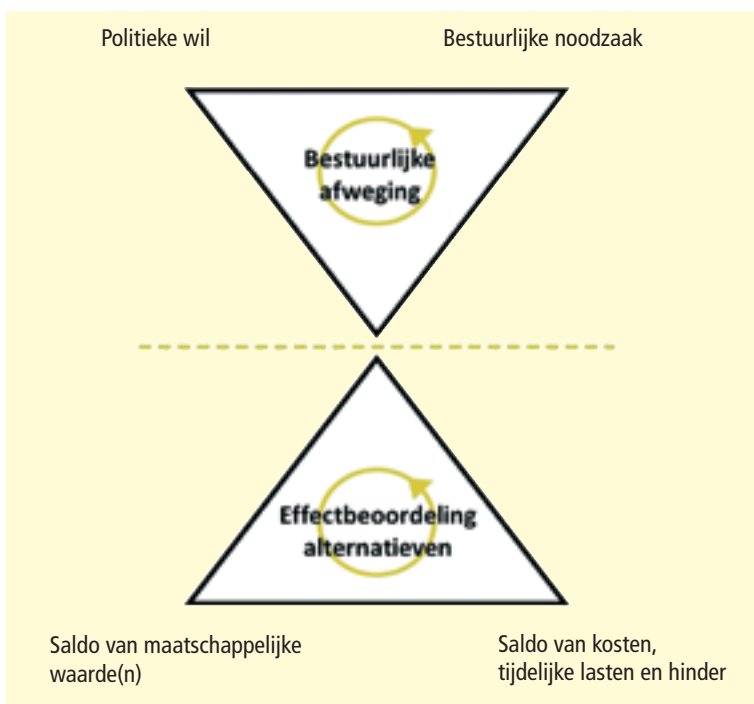 Politieke wil
Bestuurlijke noodzaak
Bestuurlijke
afweging
Effectbeoordeling
alternatieven
Saldo van maatschappelijke
waarde(n)
Saldo van kosten,
tijdelijke lasten en hinder